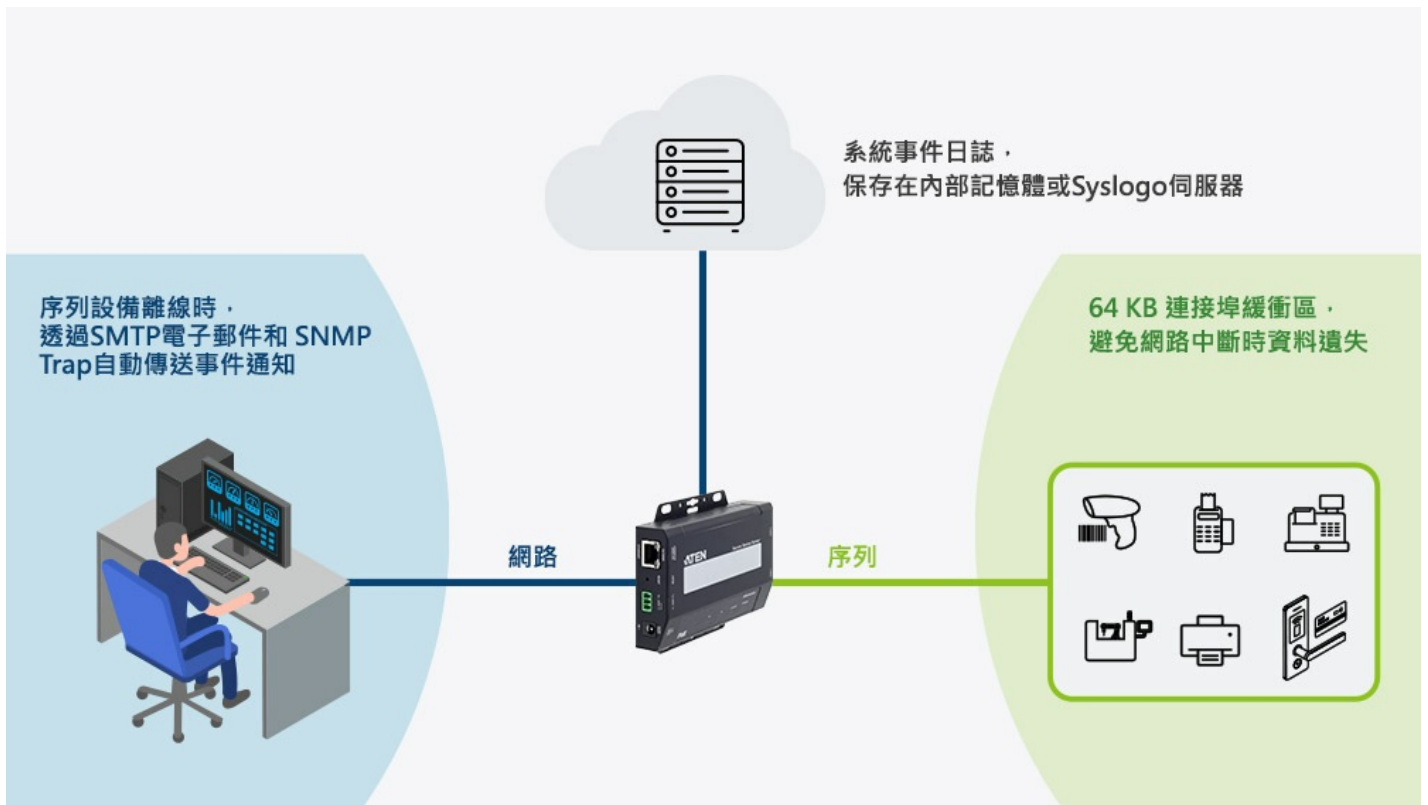 系統事件日誌，
保存在內部記憶體或Syslogo伺服器
序列設備離線時，
透過SMTP電子郵件和 SNMP
Trap自動傳送事件通知
64 KB 連接埠緩衝區，
避免網路中斷時資料遺失
網路
ATEN
序列